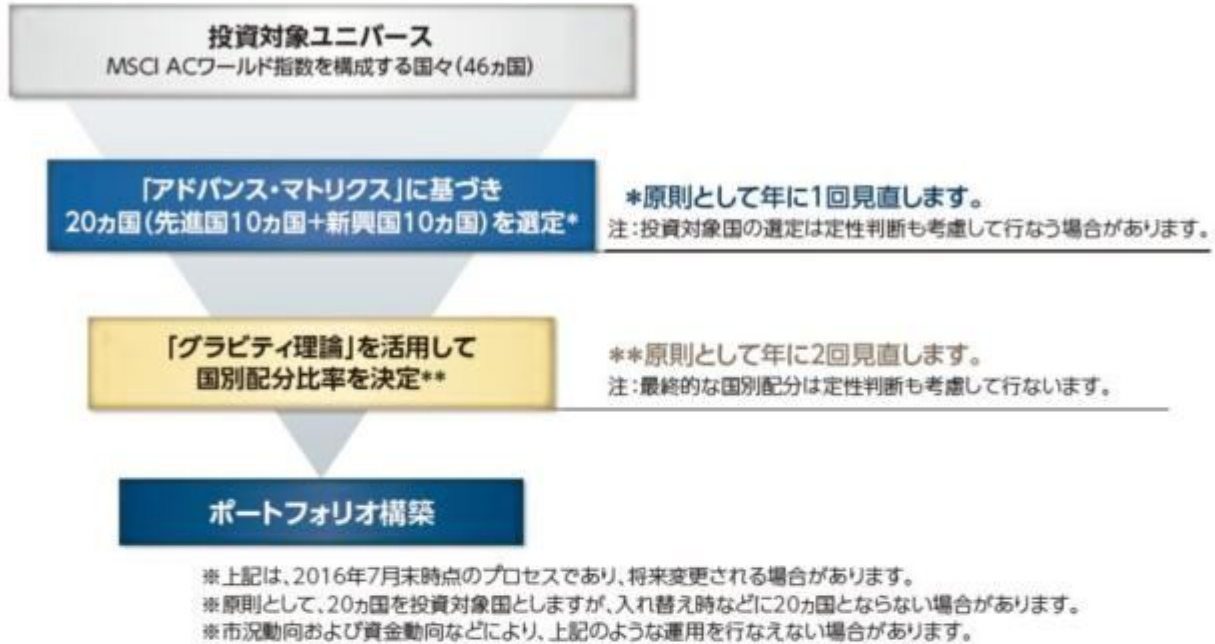 投資対象ユニバース
MSCI ACワールド指数を構成する国々(46ヵ国)
「アドバンス・マトリクス」に基づき
20ヵ国(先進国10ヵ国+新興国10ヵ国)を選定*
*原則として年に1回見直します。
注:投資対象国の選定は定性判断も考慮して行なう場合があります。
「グラビティ理論」を活用して
国別配分比率を決定**
**原則として年に2回見直します。
注:最終的な国別配分は定性判断も考慮して行ないます。
ポートフォリオ構築
※上記は、2016年7月末時点のプロセスであり、将来変更される場合があります。
※原則として、20ヵ国を投資対象国としますが、入れ替え時などに20ヵ国とならない場合があります。
※市況動向および資金動向などにより、上記のような運用を行なえない場合があります。